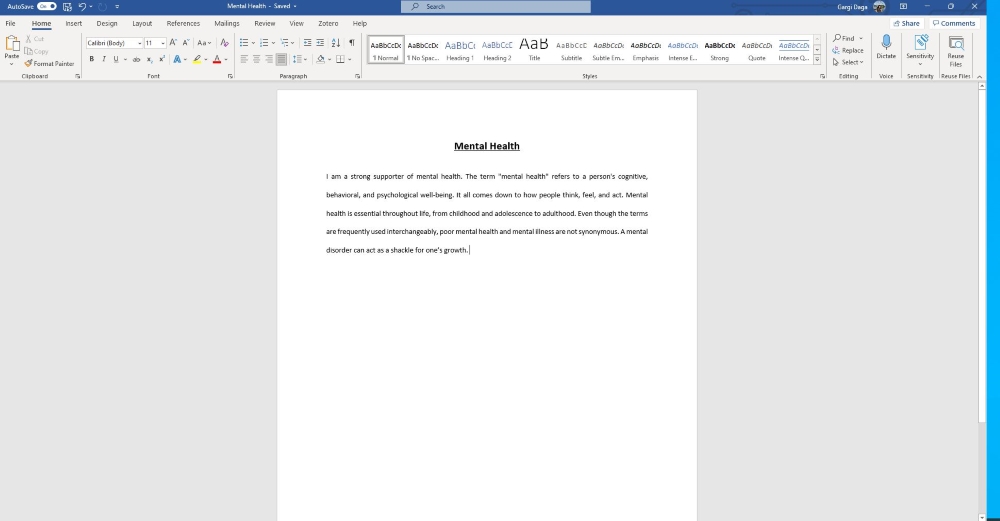 AutoSave On Mental Health - Saved Search Gargi Daga
File Home Insert Design Layout References Mailings Review View Zotero Help Share Comments
Paste Cut Copy Format Painter
Clipboard
Calibri (Body) 11 A A Aa A
B I U ab x₂ x² A A
Font
Paragraph
AaBbCcDc AaBbCcDc AaBbCc AaBbCcC AaB AaBbCcC AaBbCcDc AaBbCcDc AaBbCcDc AaBbCcDc AaBbCcDc AaBbCcDc
¶ Normal ¶ No Spac... Heading 1 Heading 2 Title Subtitle Subtle Em... Emphasis Intense E... Strong Quote Intense Q...
Styles
Find
Replace
Select
Editing
Dictate
Voice
Sensitivity
Sensitivity
Reuse
Files
Reuse Files
Mental Health
I am a strong supporter of mental health. The term "mental health" refers to a person's cognitive,
behavioral, and psychological well-being. It all comes down to how people think, feel, and act. Mental
health is essential throughout life, from childhood and adolescence to adulthood. Even though the terms
are frequently used interchangeably, poor mental health and mental illness are not synonymous. A mental
disorder can act as a shackle for one's growth.